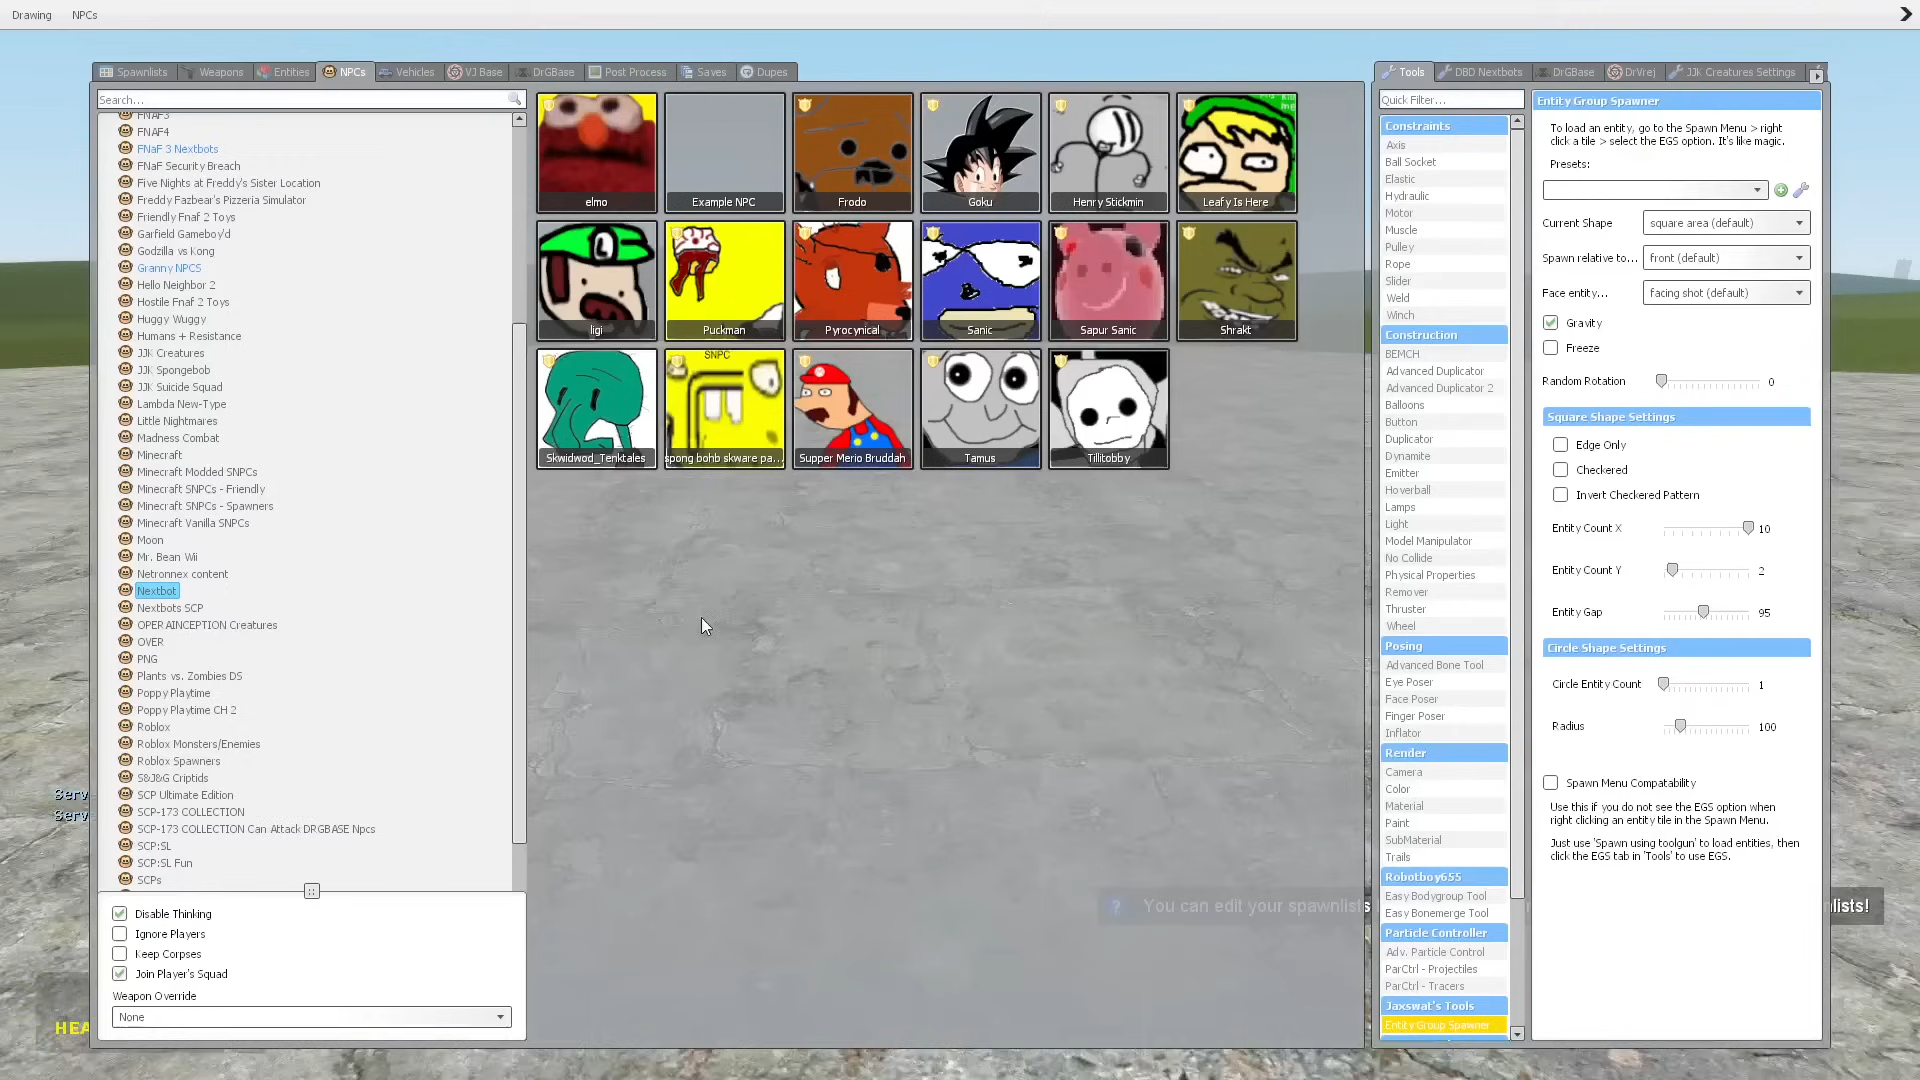 Drawing NPCs
Spawnlists Weapons Entities NPCs Vehicles VJ Base DrGBase Post Process Saves Dupes
Search...
FNAF3
FNAF4
FNaF 3 Nextbots
FNaF Security Breach
Five Nights at Freddy's Sister Location
Freddy Fazbear's Pizzeria Simulator
Friendly Fnaf 2 Toys
Garfield Gameboy'd
Godzilla vs Kong
Granny NPCS
Hello Neighbor 2
Hostile Fnaf 2 Toys
Huggy Wuggy
Humans + Resistance
JJK Creatures
JJK Spongebob
JJK Suicide Squad
Lambda New-Type
Little Nightmares
Madness Combat
Minecraft
Minecraft Modded SNPCs
Minecraft SNPCs - Friendly
Minecraft SNPCs - Spawners
Minecraft Vanilla SNPCs
Moon
Mr. Bean Wii
Netronnex content
Nextbot
Nextbots SCP
OPERAINCEPTION Creatures
OVER
PNG
Plants vs. Zombies DS
Poppy Playtime
Poppy Playtime CH 2
Roblox
Roblox Monsters/Enemies
Roblox Spawners
S&J&G Criptids
SCP Ultimate Edition
SCP-173 COLLECTION
SCP-173 COLLECTION Can Attack DRGBASE Npcs
SCP:SL
SCP:SL Fun
SCPs
Serv
Serv
Disable Thinking
Ignore Players
Keep Corpses
Join Player's Squad
Weapon Override
None
HEA
elmo Example NPC Frodo Goku Henry Stickmin Leafy Is Here
ligi Puckman Pyrocynical Sanic Sapur Sanic Shrakt
SNPC
Skwidwod_Tenktales spong bohb skware pa... Supper Merio Bruddah Tamus Tillitobby
You can edit your spawnlists
lists!
Tools DBD Nextbots DrGBase DrVrej JJK Creatures Settings
Quick Filter...
Constraints
Axis
Ball Socket
Elastic
Hydraulic
Motor
Muscle
Pulley
Rope
Slider
Weld
Winch
Construction
BEMCH
Advanced Duplicator
Advanced Duplicator 2
Balloons
Button
Duplicator
Dynamite
Emitter
Hoverball
Lamps
Light
Model Manipulator
No Collide
Physical Properties
Remover
Thruster
Wheel
Posing
Advanced Bone Tool
Eye Poser
Face Poser
Finger Poser
Inflator
Render
Camera
Color
Material
Paint
SubMaterial
Trails
Robotboy655
Easy Bodygroup Tool
Easy Bonemerge Tool
Particle Controller
Adv. Particle Control
ParCtrl - Projectiles
ParCtrl - Tracers
Jaxswat's Tools
Entity Group Spawner
Entity Group Spawner
To load an entity, go to the Spawn Menu > right
click a tile > select the EGS option. It's like magic.
Presets:
Current Shape square area (default)
Spawn relative to... front (default)
Face entity... facing shot (default)
Gravity
Freeze
Random Rotation 0
Square Shape Settings
Edge Only
Checkered
Invert Checkered Pattern
Entity Count X 10
Entity Count Y 2
Entity Gap 95
Circle Shape Settings
Circle Entity Count 1
Radius 100
Spawn Menu Compatability
Use this if you do not see the EGS option when
right clicking an entity tile in the Spawn Menu.
Just use 'Spawn using toolgun' to load entities, then
click the EGS tab in 'Tools' to use EGS.